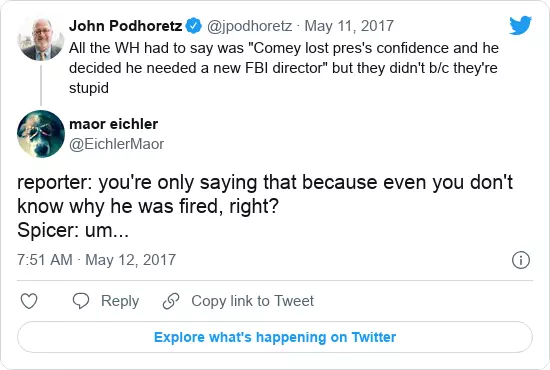 John Podhoretz @jpodhoretz · May 11, 2017
All the WH had to say was "Comey lost pres's confidence and he
decided he needed a new FBI director" but they didn't b/c they're
stupid
maor eichler
@EichlerMaor
reporter: you're only saying that because even you don't
know why he was fired, right?
Spicer: um...
7:51 AM · May 12, 2017
Reply
Copy link to Tweet
Explore what's happening on Twitter